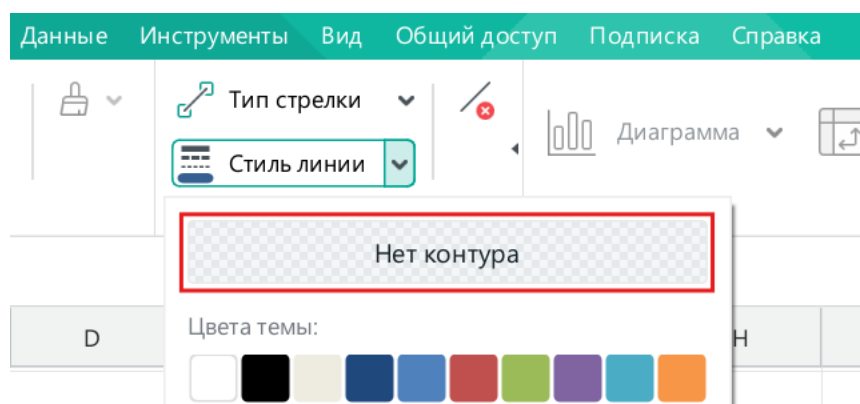 Данные Инструменты Вид Общий доступ Подписка Справка
Тип стрелки
Диаграмма
Стиль линии
Нет контура
Цвета темы:
D H